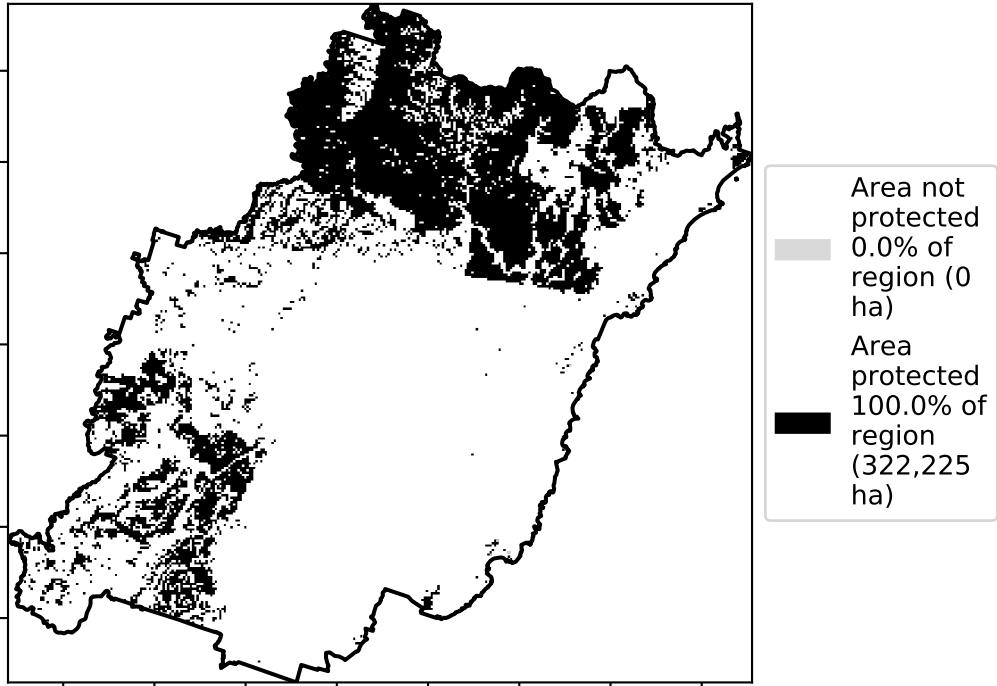 Area not
protected
0.0% of
region (0
ha)
Area
protected
100.0% of
region
(322,225
ha)